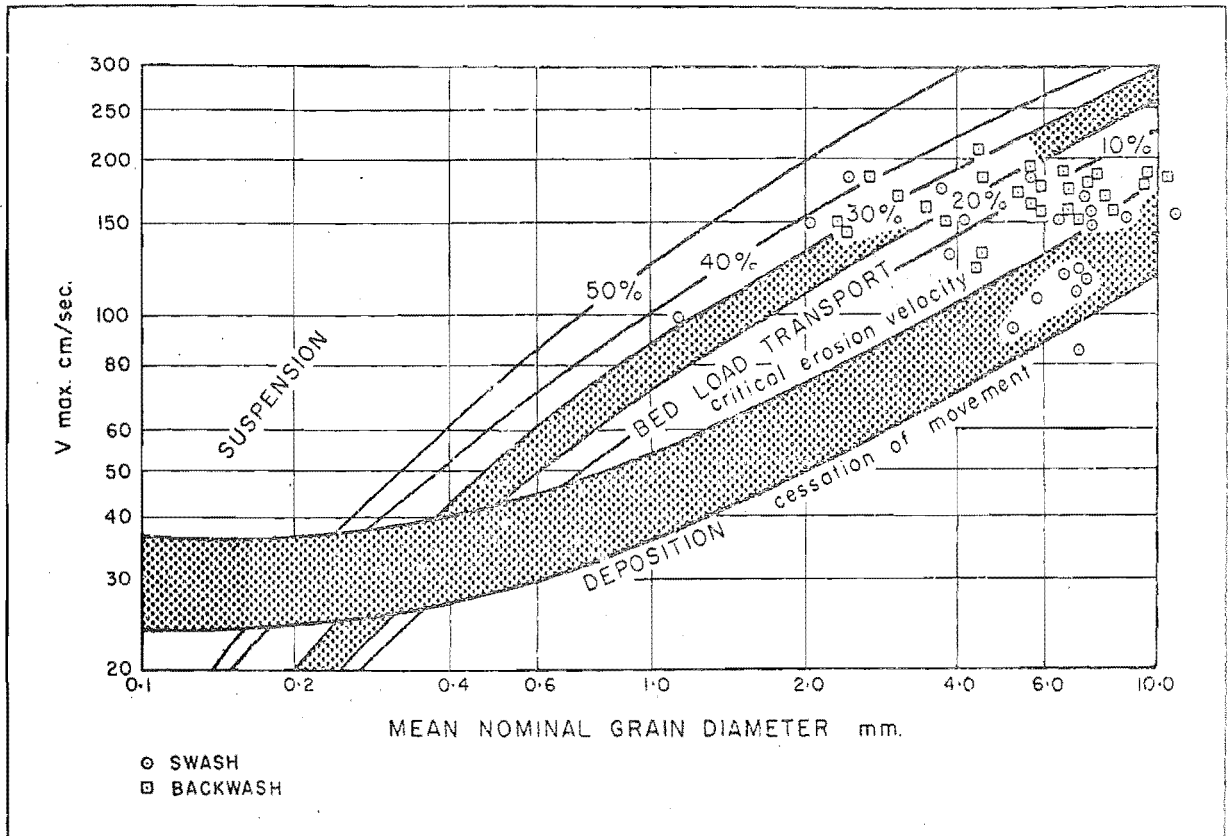 300
250
200
150
100
80
60
50
40
30
20
V max. cm/sec.
SUSPENSION
50%
40%
30%
20%
10%
BED LOAD TRANSPORT
critical erosion velocity
DEPOSITION
cessation of movement
0·1
0·2
0·4
0·6
1·0
2·0
4·0
6·0
10·0
MEAN NOMINAL GRAIN DIAMETER mm.
SWASH
BACKWASH